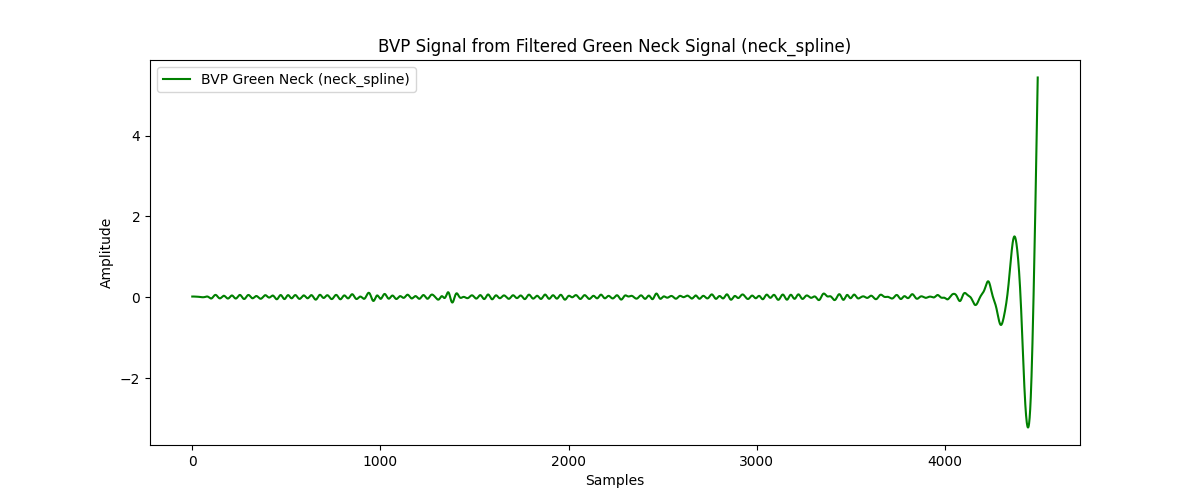 BVP Signal from Filtered Green Neck Signal (neck_spline)
BVP Green Neck (neck_spline)
Amplitude
4
2
0
−2
0 1000 2000 3000 4000
Samples